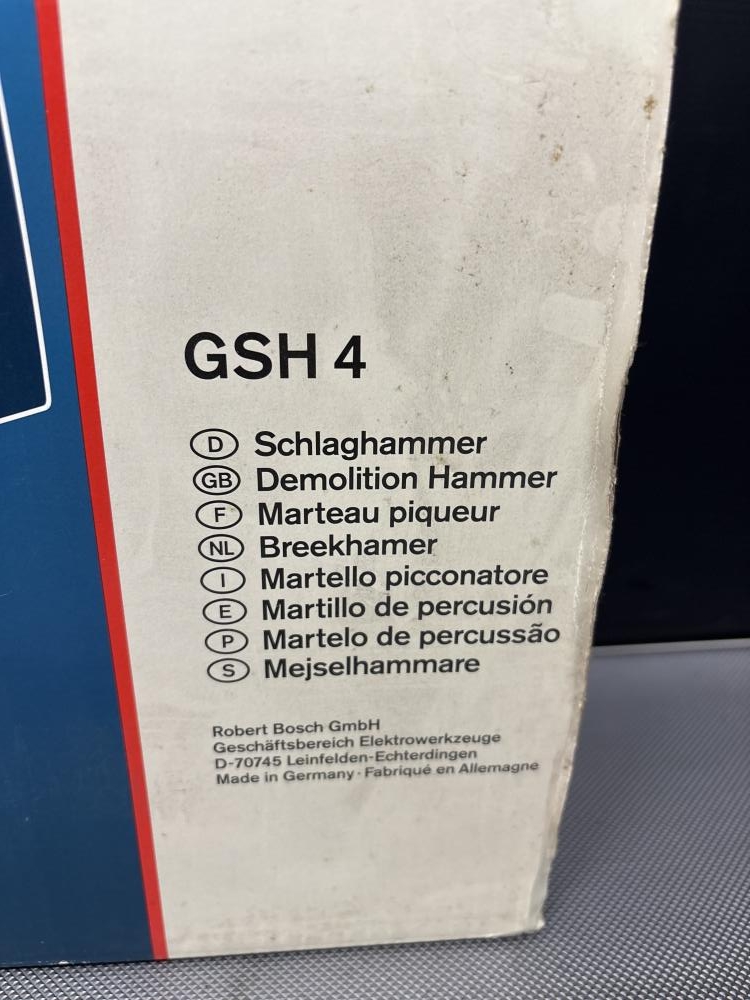 GSH 4
D Schlaghammer
GB Demolition Hammer
F Marteau piqueur
NL Breekhamer
I Martello picconatore
E Martillo de percusión
P Martelo de percussão
S Mejselhammare
Robert Bosch GmbH
Geschäftsbereich Elektrowerkzeuge
D-70745 Leinfelden-Echterdingen
Made in Germany · Fabriqué en Allemagne